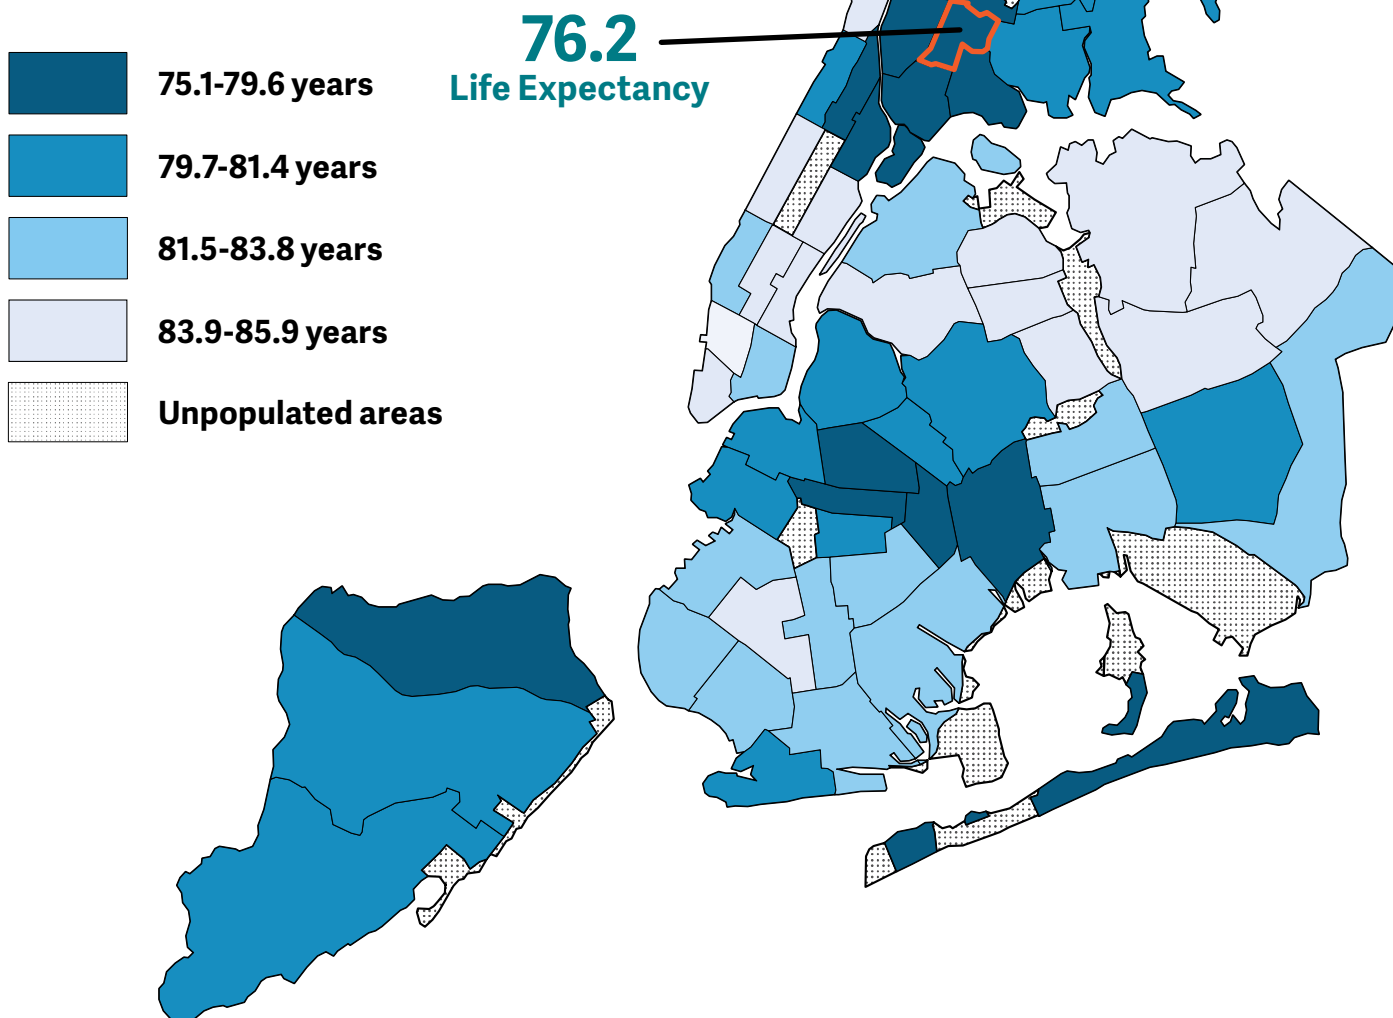 76.2
Life Expectancy
75.1-79.6 years
79.7-81.4 years
81.5-83.8 years
83.9-85.9 years
Unpopulated areas